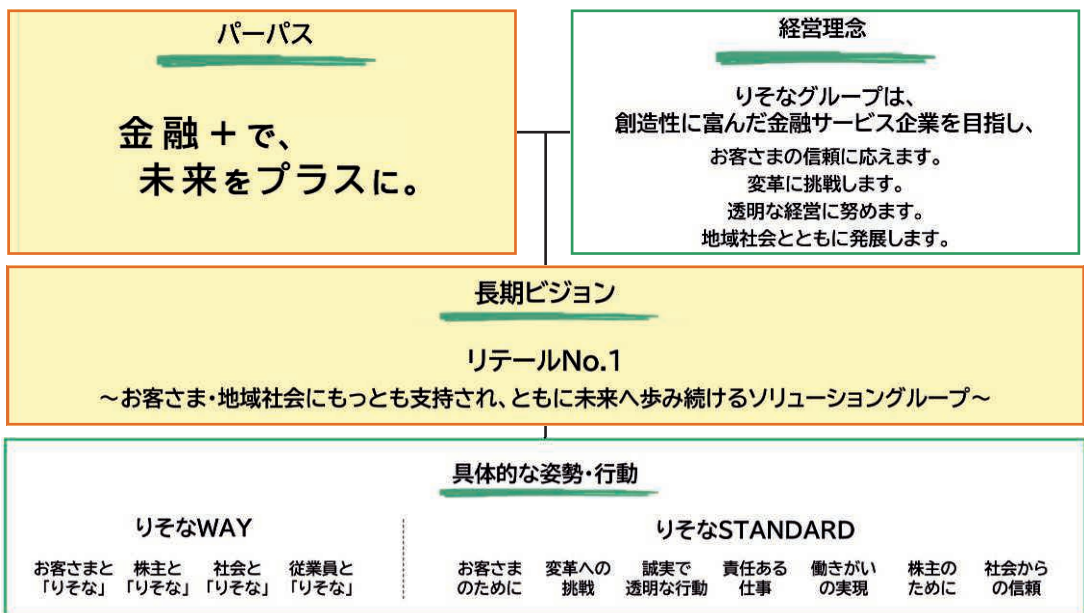 パーパス
金融+で、
未来をプラスに。
経営理念
りそなグループは、
創造性に富んだ金融サービス企業を目指し、
お客さまの信頼に応えます。
変革に挑戦します。
透明な経営に努めます。
地域社会とともに発展します。
長期ビジョン
リテールNo.1
～お客さま・地域社会にもっとも支持され、ともに未来へ歩み続けるソリューショングループ～
具体的な姿勢・行動
りそなWAY
お客さまと
「りそな」
株主と
「りそな」
社会と
「りそな」
従業員と
「りそな」
りそなSTANDARD
お客さま
のために
変革への
挑戦
誠実で
透明な行動
責任ある
仕事
働きがい
の実現
株主の
ために
社会から
の信頼